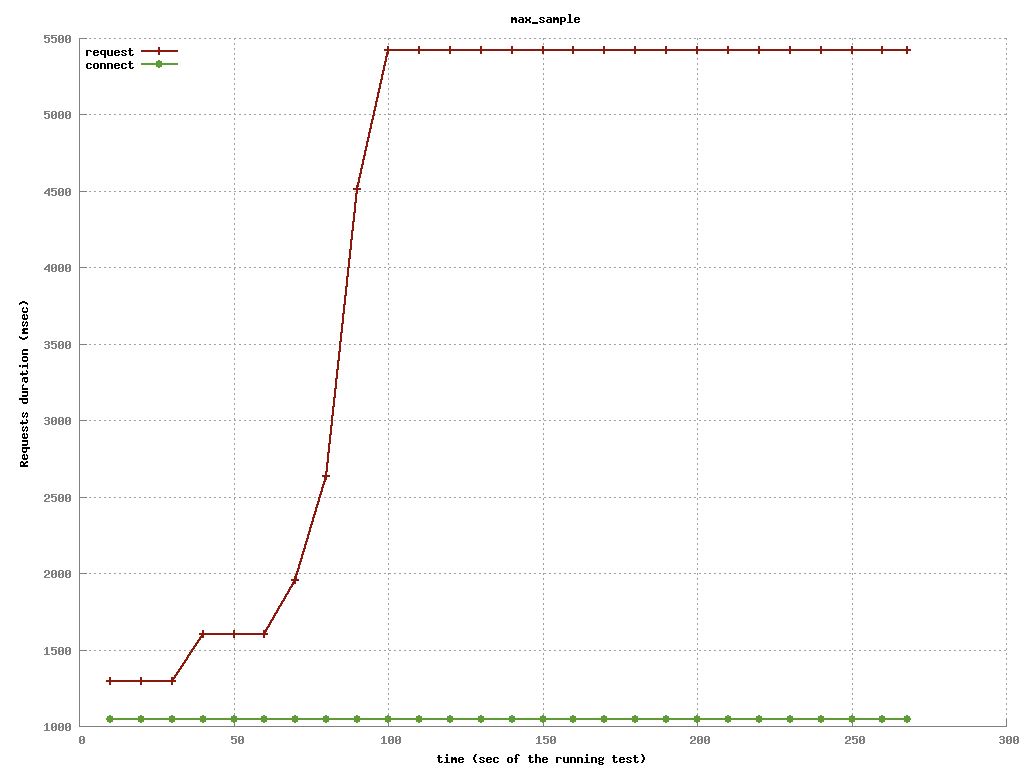 max_sample
5500
request
connect
5000
4500
4000
3500
3000
2500
2000
1500
1000
Requests duration (msec)
0 50 100 150 200 250 300
time (sec of the running test)